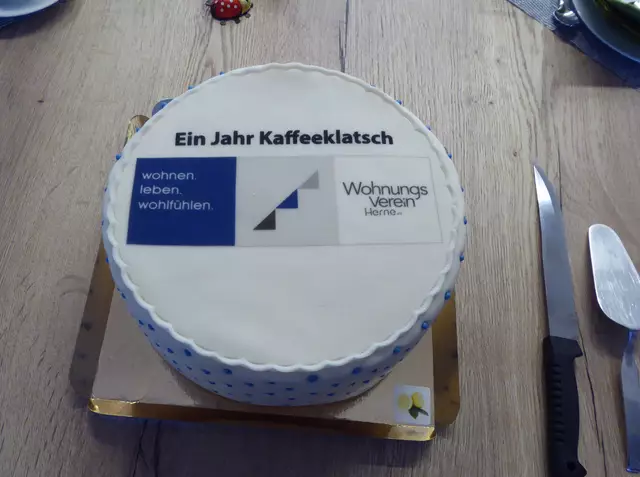 Ein Jahr Kaffeeklatsch
wohnen.
leben.
wohlfühlen.
Wohnungs
Verein
Herne